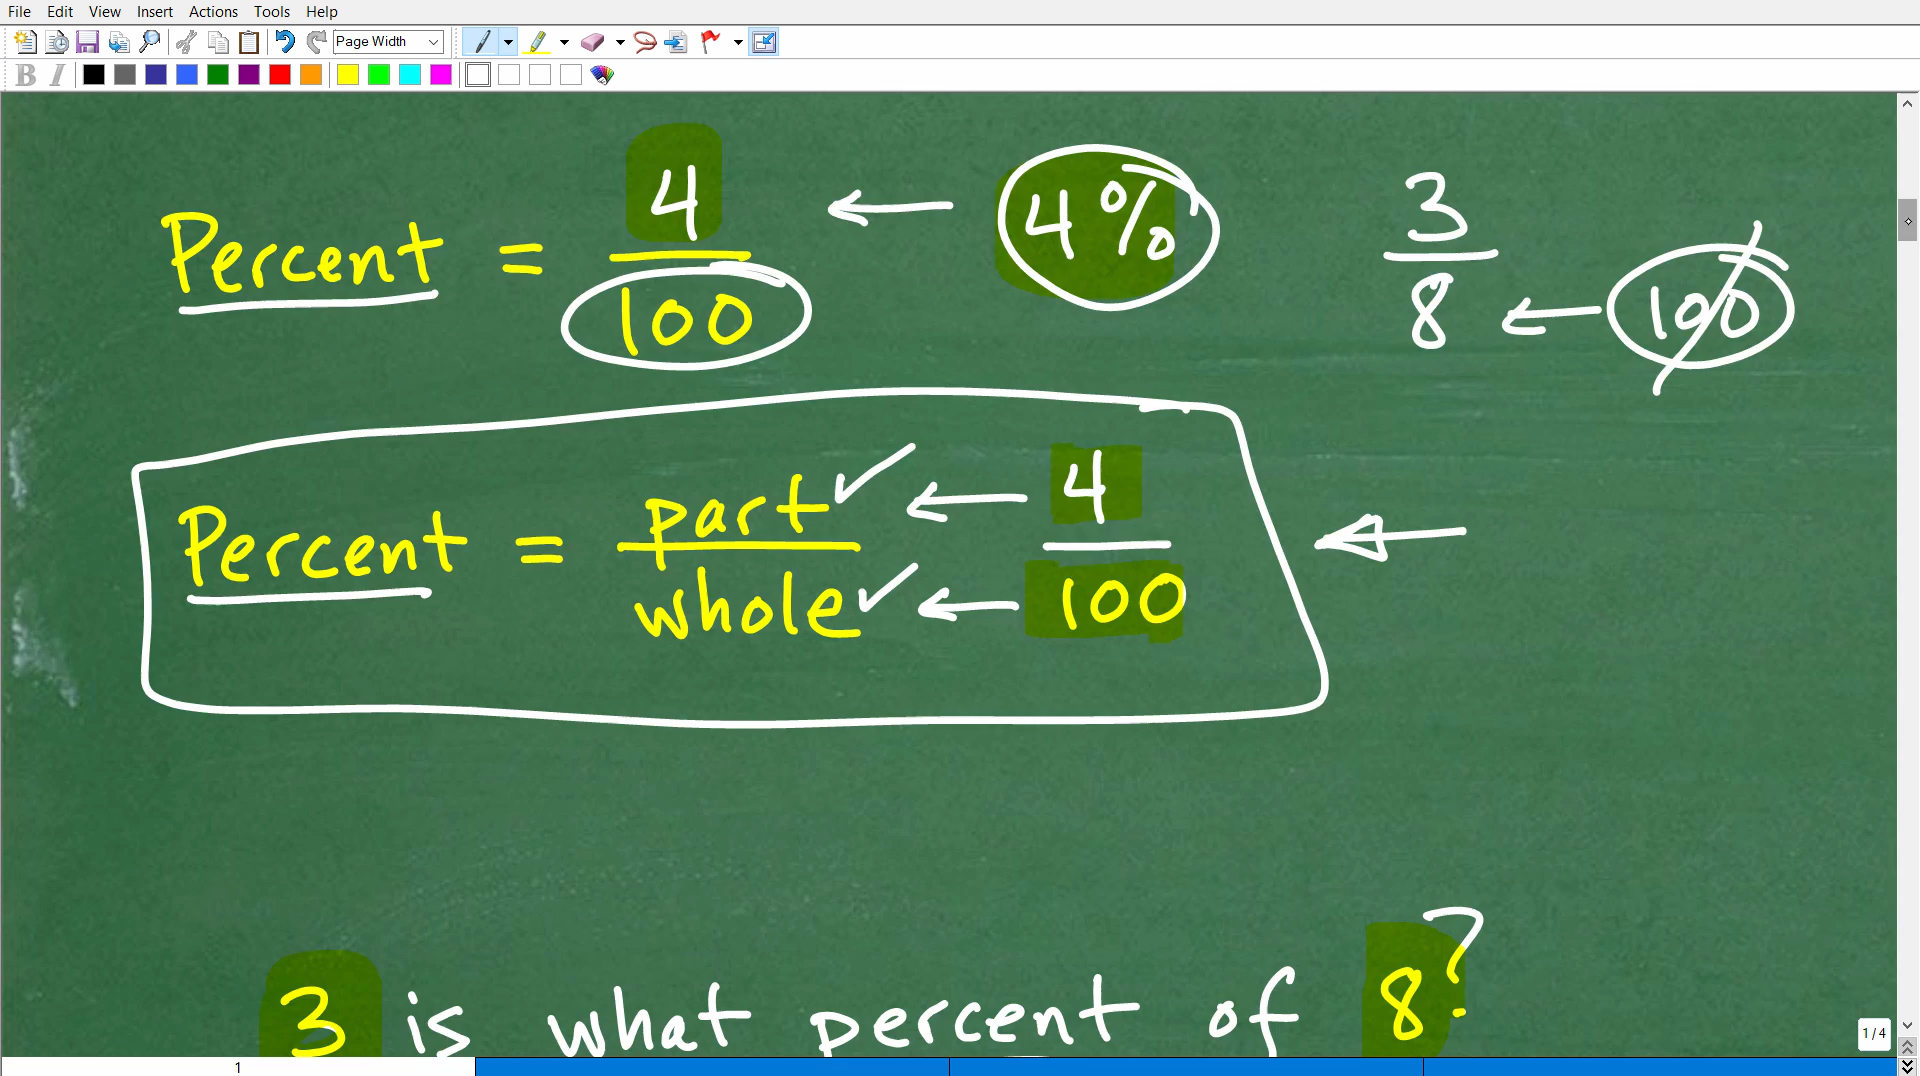 File Edit View Insert Actions Tools Help
Page Width
B I
Percent = 4/100 ← 4%
3/8 ← 100
Percent = part/whole ✓ ✓ ← ← 4/100 ←
3 is what percent of 8?
1 / 4
1